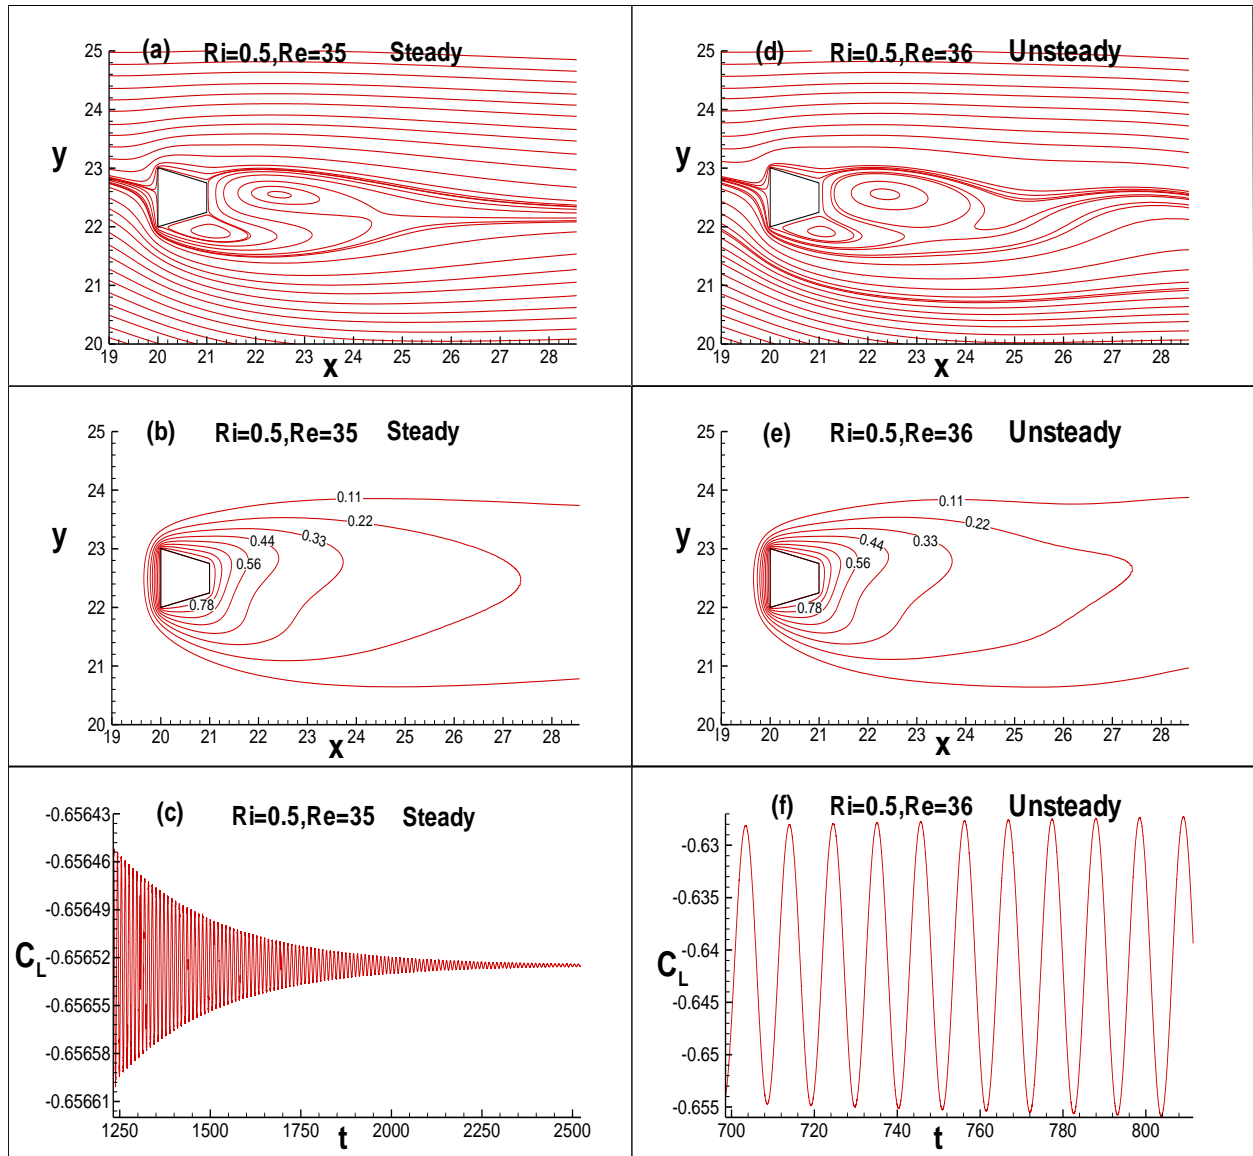 (a) Ri=0.5,Re=35 Steady
25
24
23
y
22
21
20
19 20 21 22 23 24 25 26 27 28
x
(d) Ri=0.5,Re=36 Unsteady
25
24
23
y
22
21
20
19 20 21 22 23 24 25 26 27 28
x
(b) Ri=0.5,Re=35 Steady
25
24
0.11
0.22
0.33
0.44
23
y
0.56
22
0.78
21
20
19 20 21 22 23 24 25 26 27 28
x
(e) Ri=0.5,Re=36 Unsteady
25
24
0.11
0.22
0.44
0.33
23
y
0.56
22
0.78
21
20
19 20 21 22 23 24 25 26 27 28
x
(c) Ri=0.5,Re=35 Steady
-0.65643
-0.65646
-0.65649
-0.65652
CL
-0.65655
-0.65658
-0.65661
1250 1500 1750 2000 2250 2500
t
(f) Ri=0.5,Re=36 Unsteady
-0.63
-0.635
-0.64
CL
-0.645
-0.65
-0.655
700 720 740 760 780 800
t